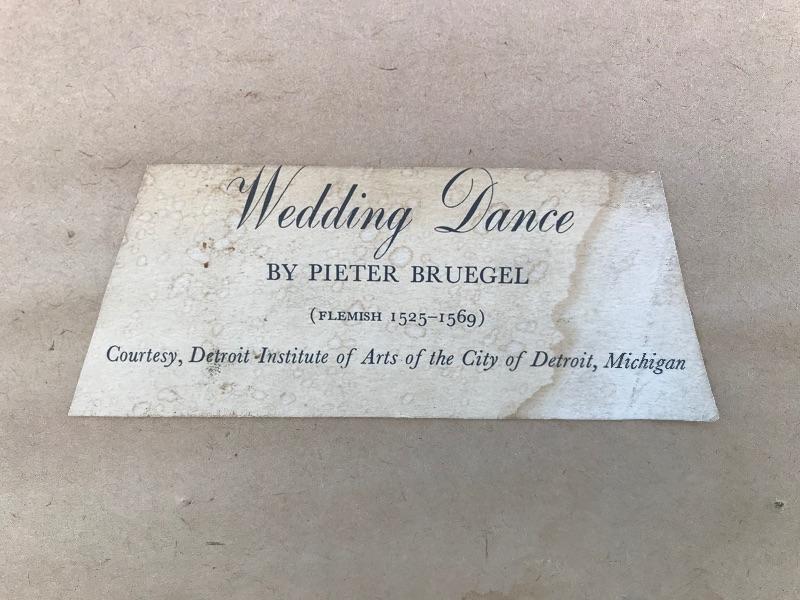 Wedding Dance
BY PIETER BRUEGEL
(FLEMISH 1525–1569)
Courtesy, Detroit Institute of Arts of the City of Detroit, Michigan